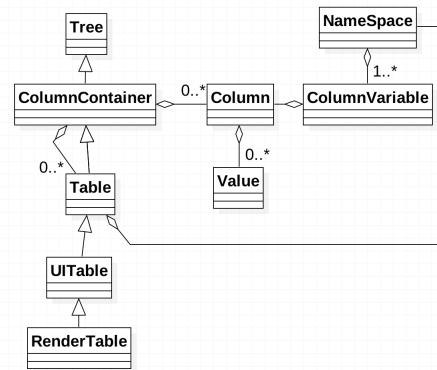 NameSpace
Tree
1..*
0..*
ColumnContainer
Column
ColumnVariable
0..*
0..*
Table
Value
UITable
RenderTable